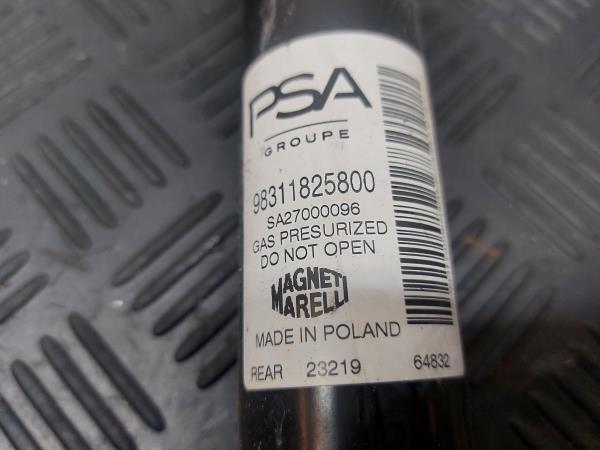 PSA
GROUPE
98311825800
SA27000096
GAS PRESURIZED
DO NOT OPEN
MAGNETI
MARELLI
MADE IN POLAND
REAR 23219 64832